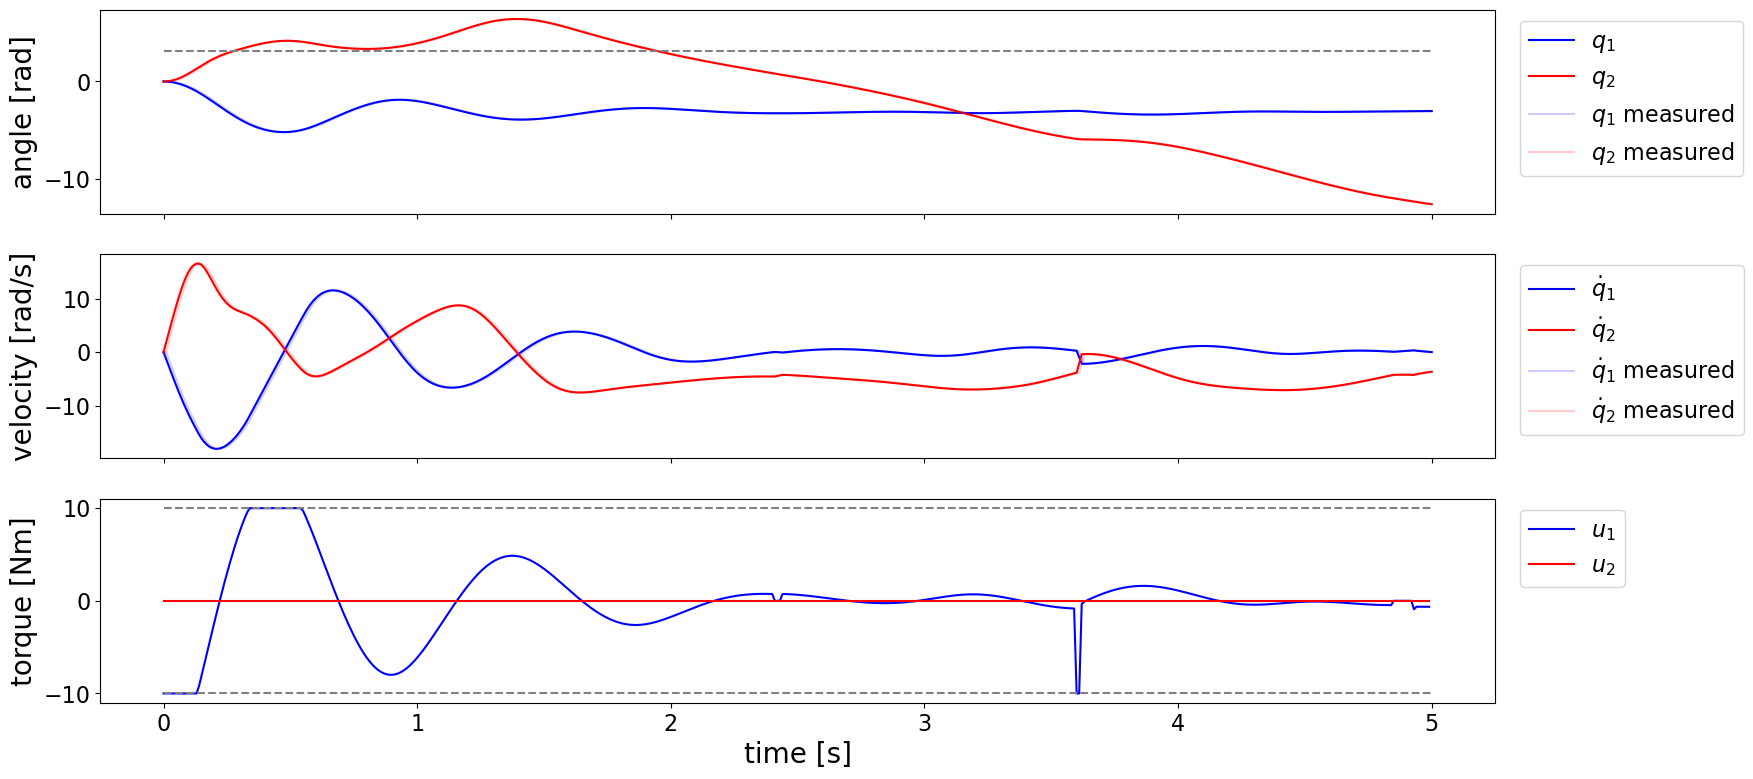 angle [rad]
0
−10
q₁
q₂
q₁ measured
q₂ measured
velocity [rad/s]
10
0
−10
q̇₁
q̇₂
q̇₁ measured
q̇₂ measured
torque [Nm]
10
0
−10
u₁
u₂
0 1 2 3 4 5
time [s]